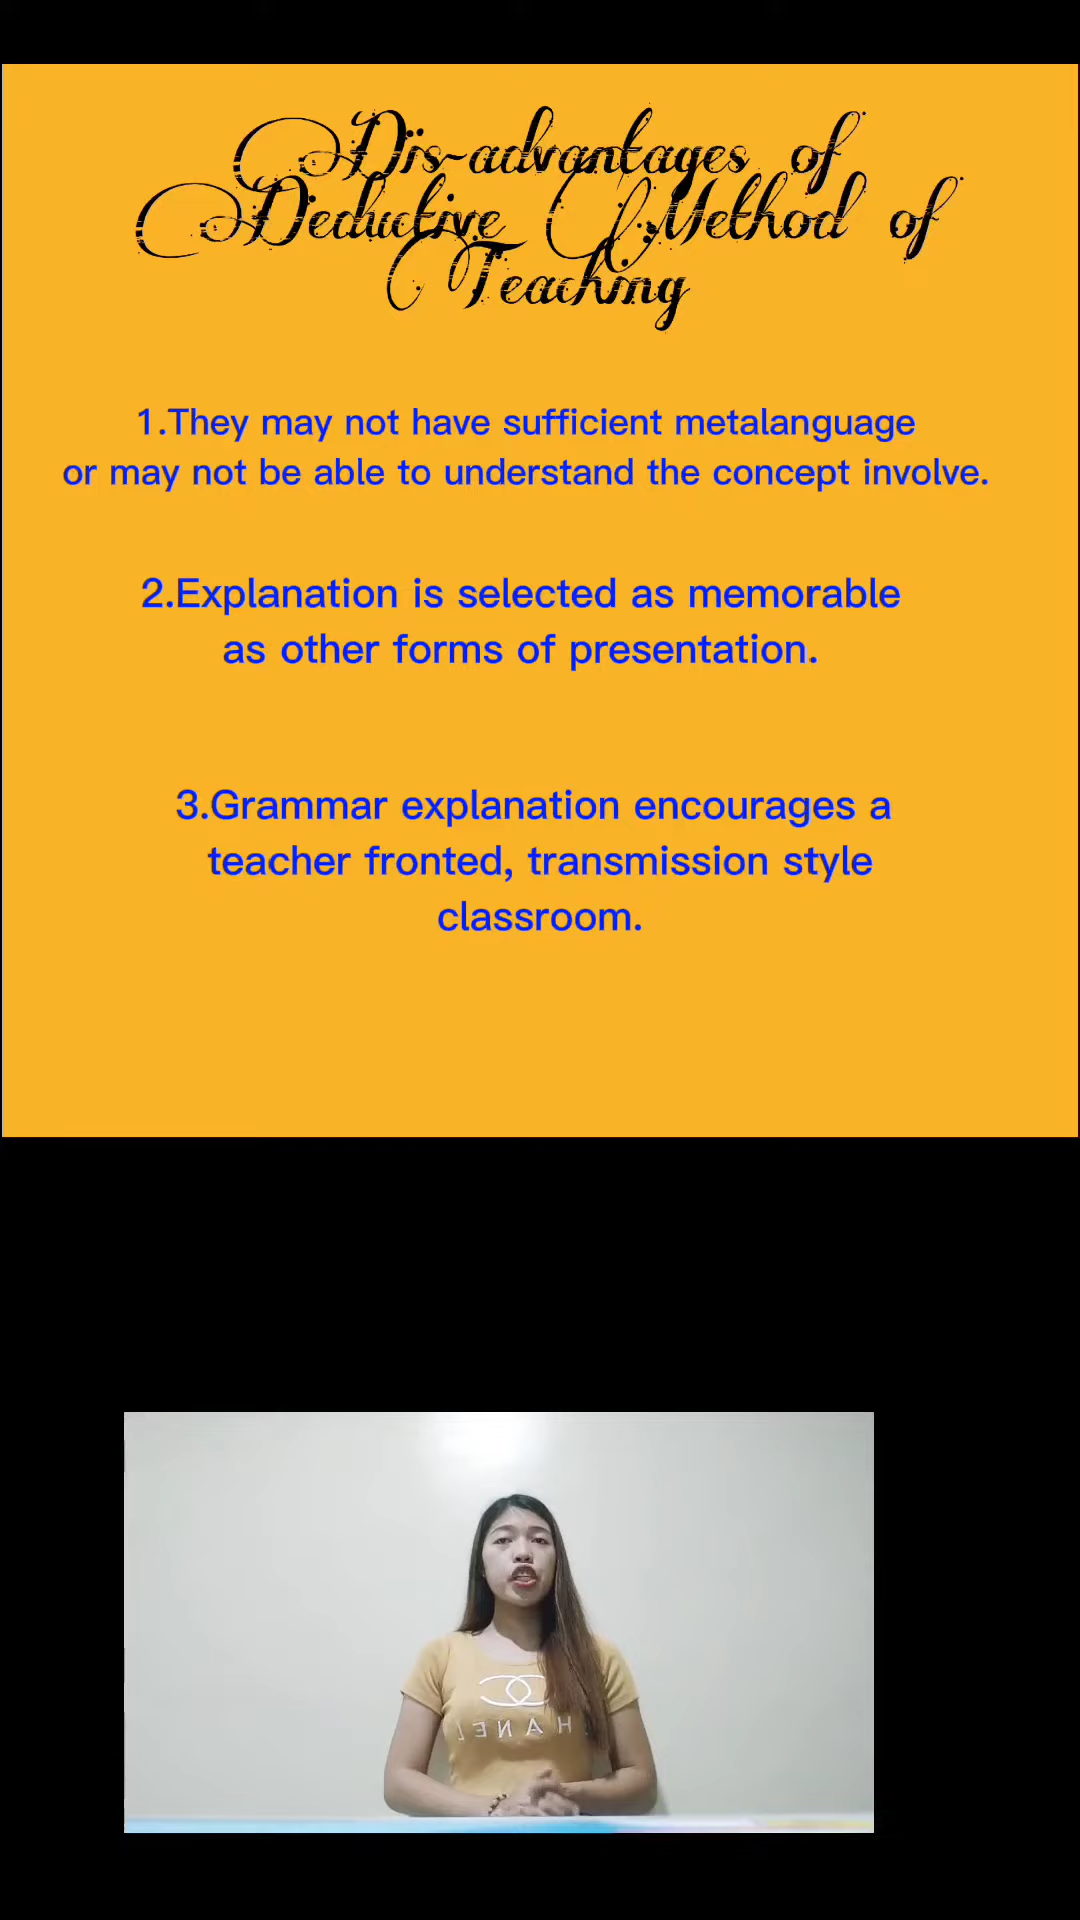 Dis-advantages of
Deductive Method of
Teaching
1.They may not have sufficient metalanguage
or may not be able to understand the concept involve.
2.Explanation is selected as memorable
as other forms of presentation.
3.Grammar explanation encourages a
teacher fronted, transmission style
classroom.
CHANEL